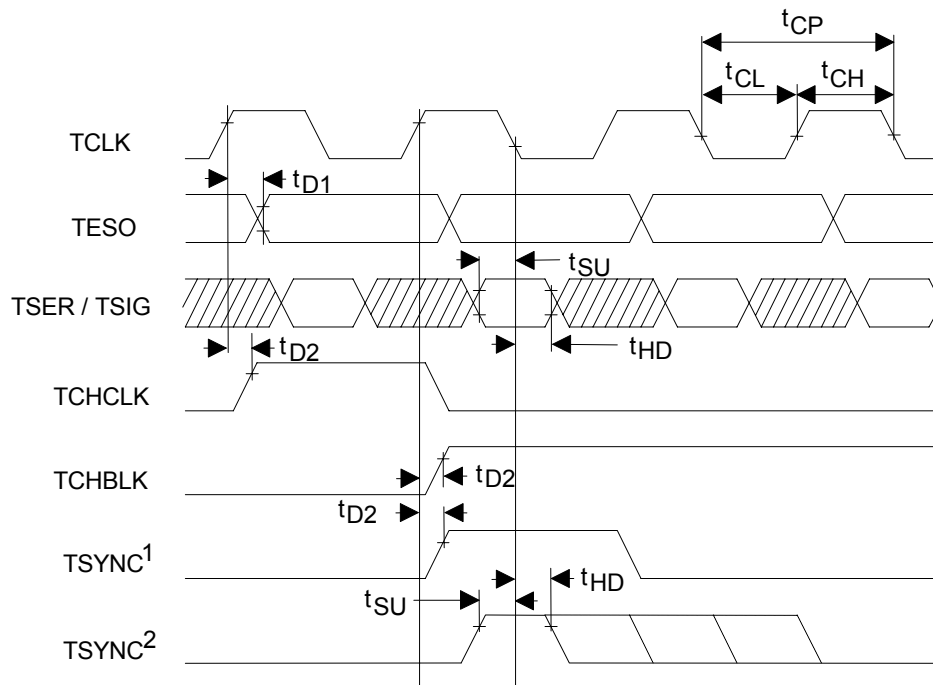 tCP
tCL tCH
TCLK
tD1
TESO
tSU
TSER / TSIG
tD2 tHD
TCHCLK
TCHBLK tD2
tD2
TSYNC1
tSU tHD
TSYNC2